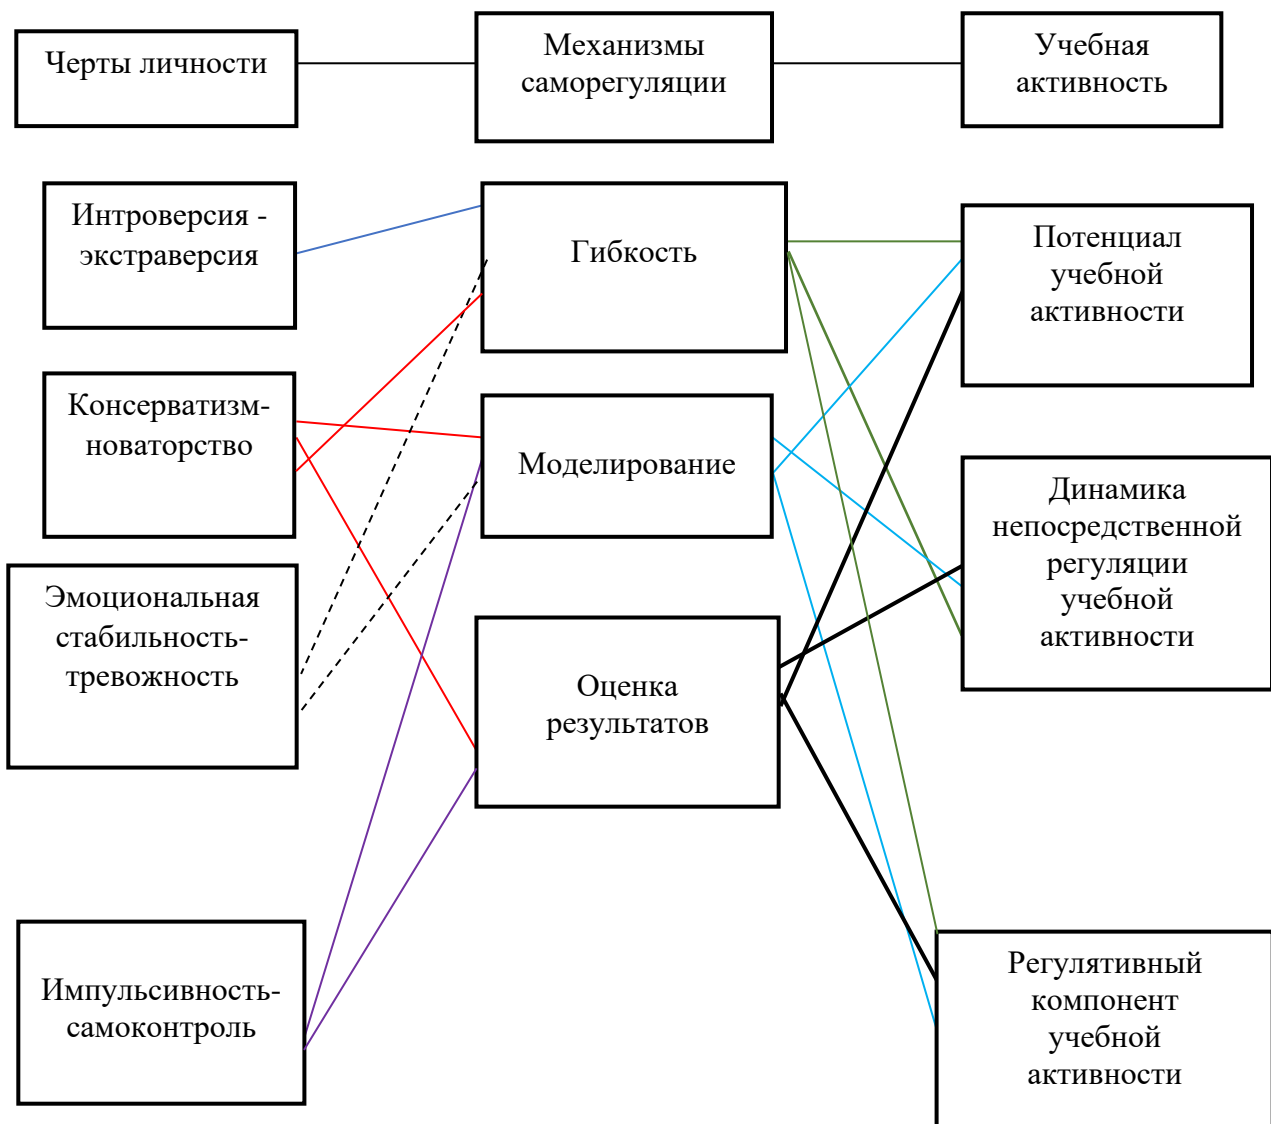 Черты личности
Механизмы
саморегуляции
Учебная
активность
Интроверсия -
экстраверсия
Гибкость
Потенциал
учебной
активности
Консерватизм-
новаторство
Моделирование
Динамика
непосредственной
регуляции
учебной
активности
Эмоциональная
стабильность-
тревожность
Оценка
результатов
Импульсивность-
самоконтроль
Регулятивный
компонент
учебной
активности